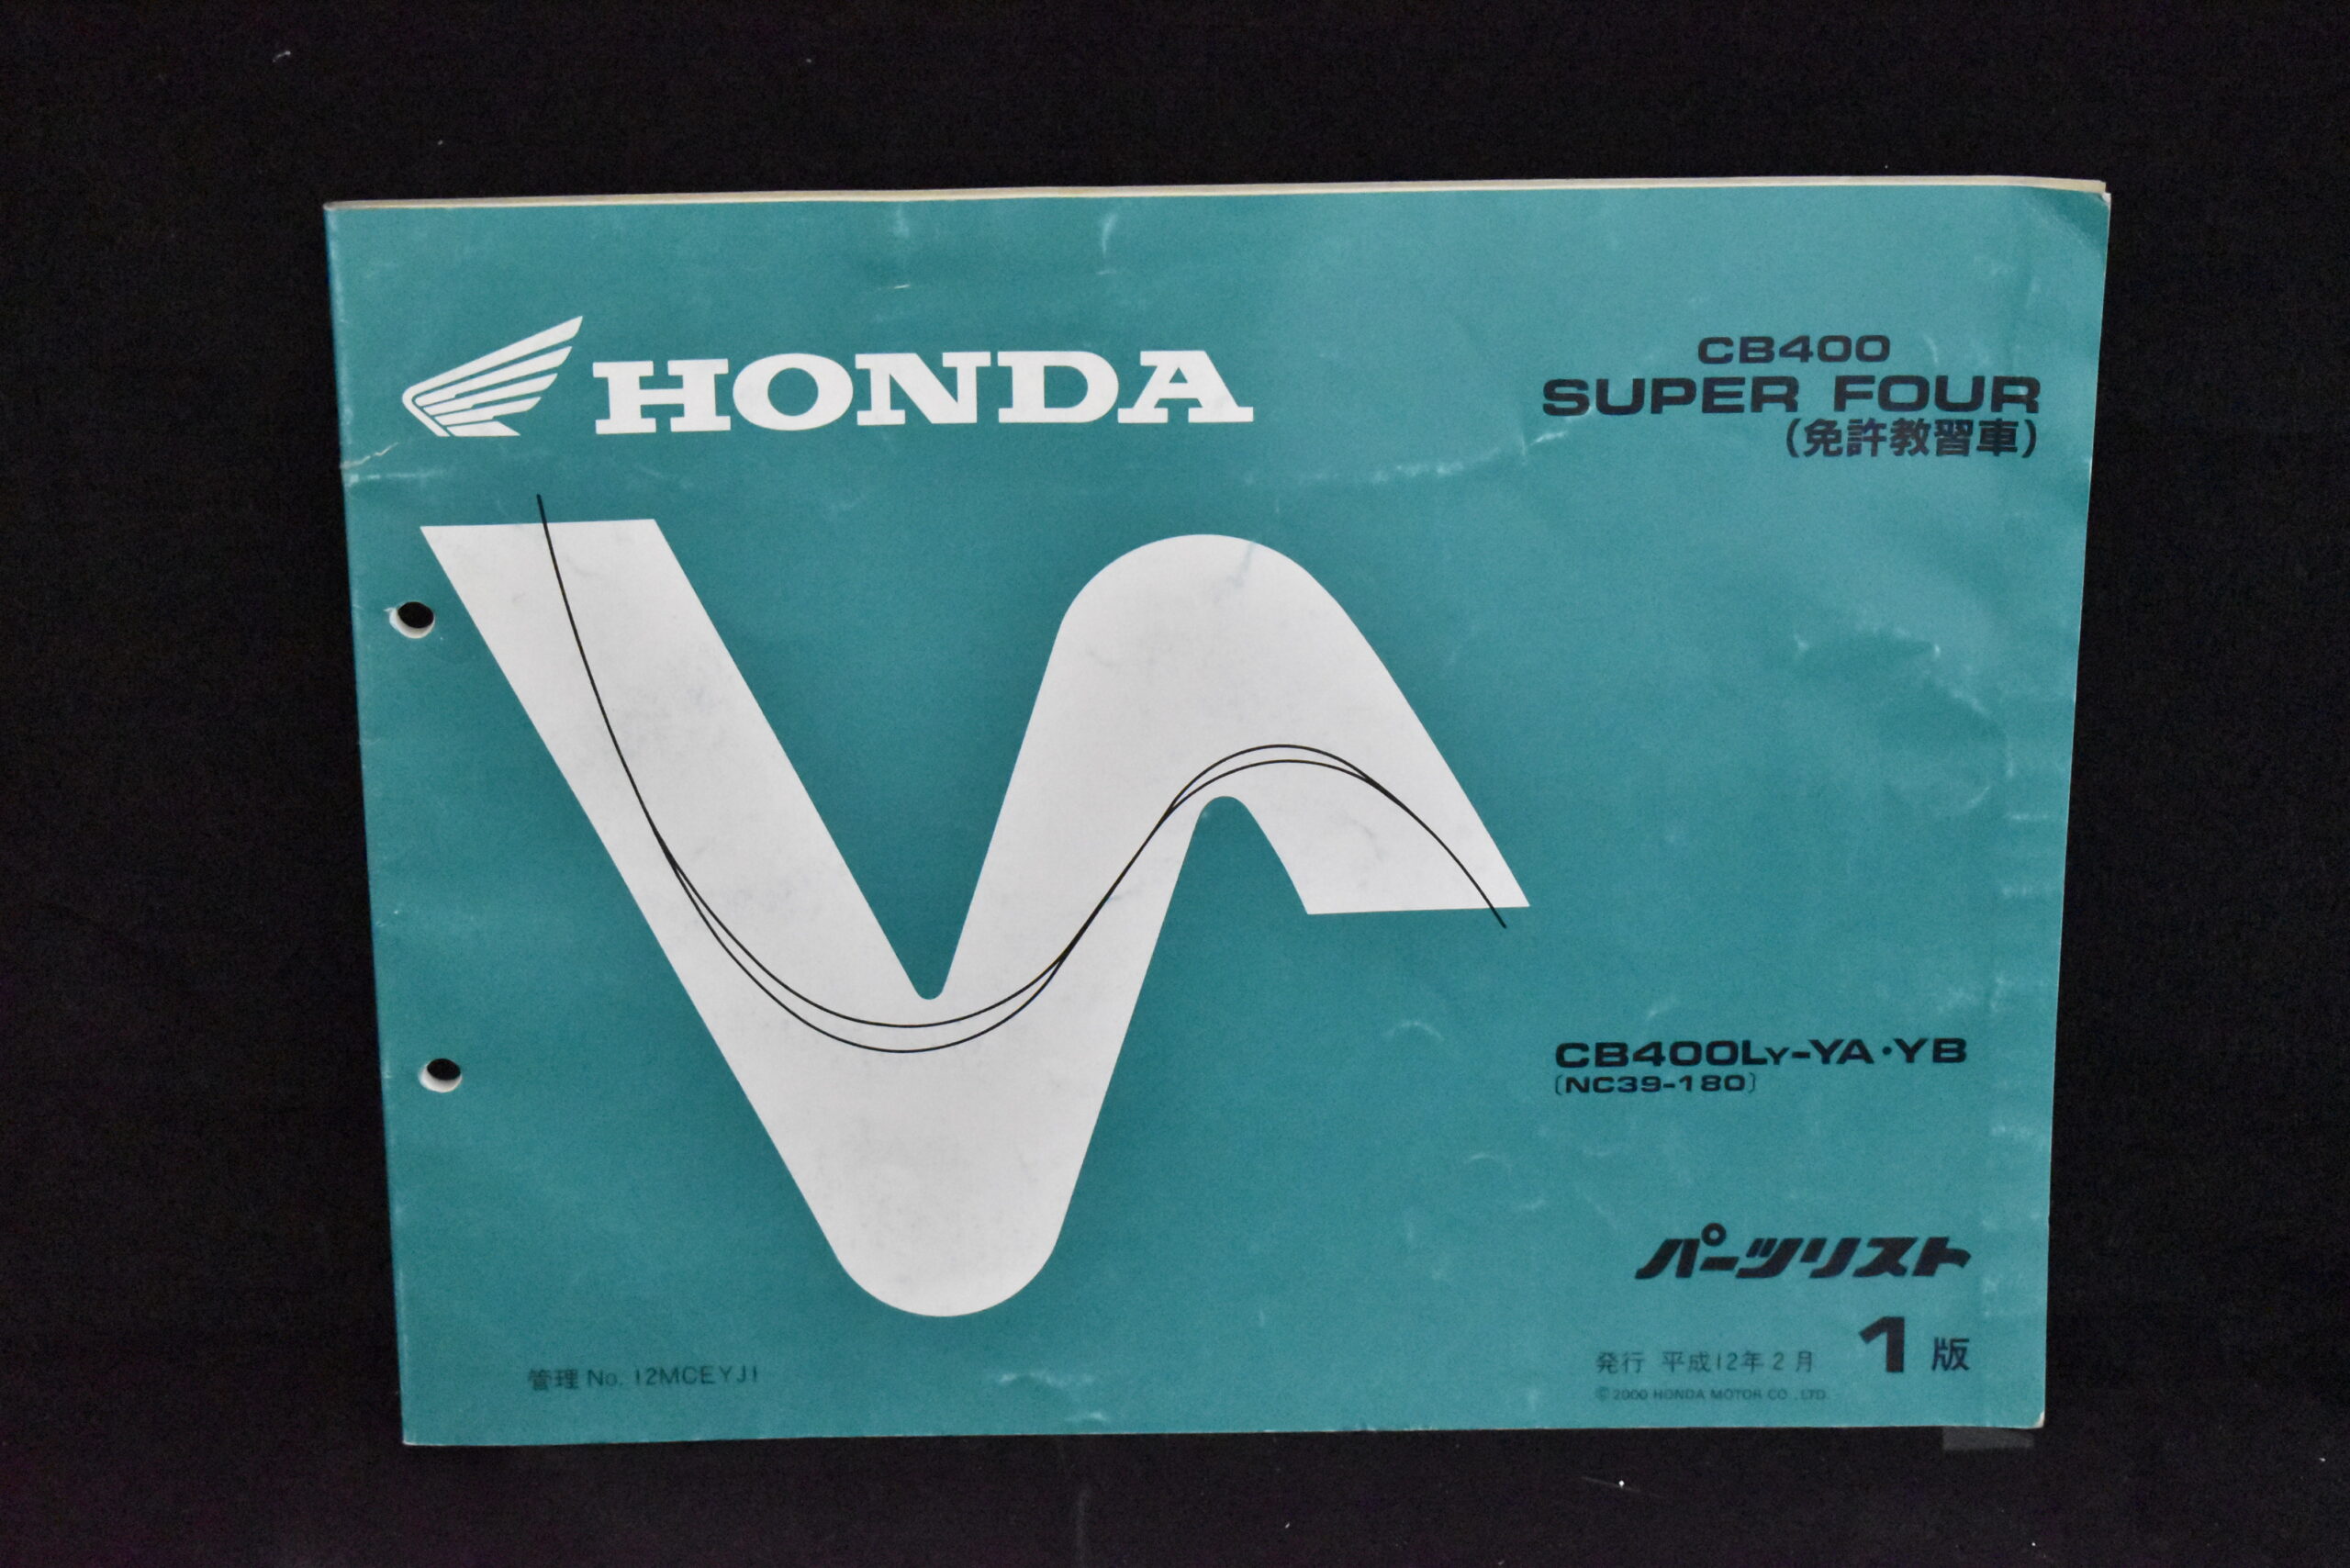 HONDA
CB400
SUPER FOUR
(免許教習車)
CB400LY-YA・YB
〔NC39-180〕
パーツリスト
1版
発行 平成12年2月
© 2000 HONDA MOTOR CO., LTD.
管理 No. 12MCEYJ1